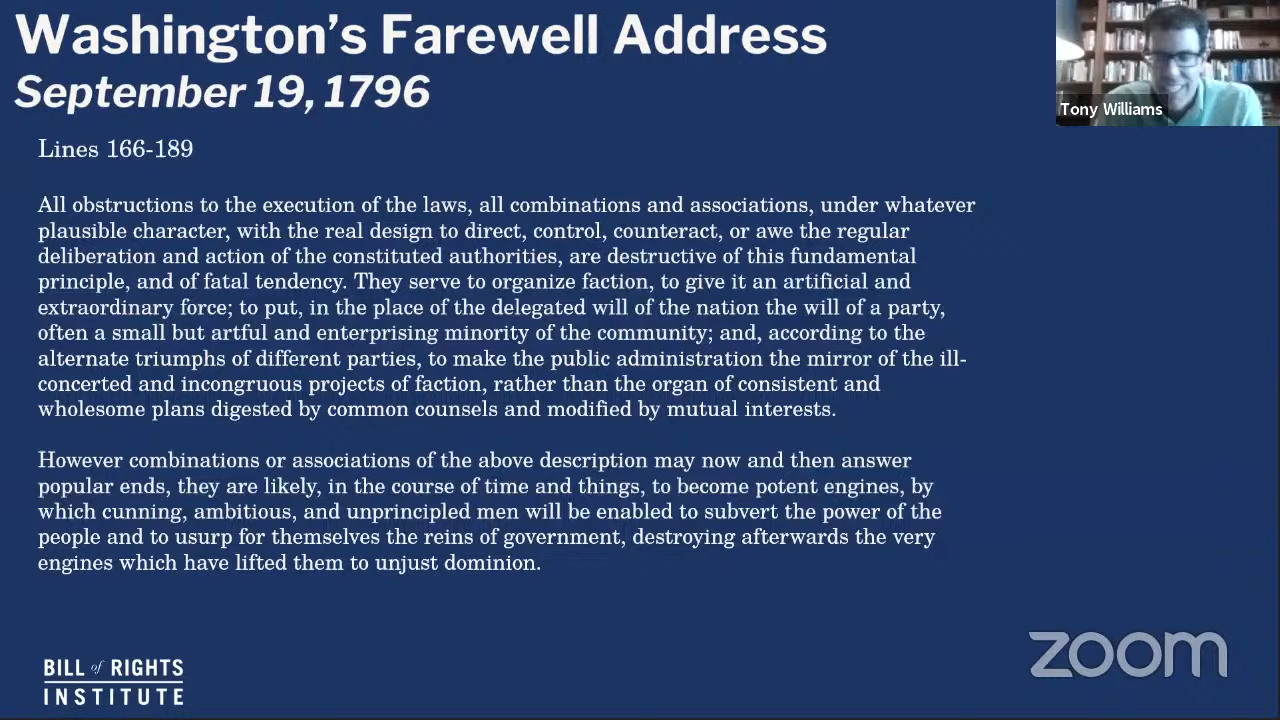 Washington's Farewell Address
September 19, 1796
Tony Williams
Lines 166-189
All obstructions to the execution of the laws, all combinations and associations, under whatever
plausible character, with the real design to direct, control, counteract, or awe the regular
deliberation and action of the constituted authorities, are destructive of this fundamental
principle, and of fatal tendency. They serve to organize faction, to give it an artificial and
extraordinary force; to put, in the place of the delegated will of the nation the will of a party,
often a small but artful and enterprising minority of the community; and, according to the
alternate triumphs of different parties, to make the public administration the mirror of the ill-
concerted and incongruous projects of faction, rather than the organ of consistent and
wholesome plans digested by common counsels and modified by mutual interests.
However combinations or associations of the above description may now and then answer
popular ends, they are likely, in the course of time and things, to become potent engines, by
which cunning, ambitious, and unprincipled men will be enabled to subvert the power of the
people and to usurp for themselves the reins of government, destroying afterwards the very
engines which have lifted them to unjust dominion.
BILL of RIGHTS
INSTITUTE
zoom